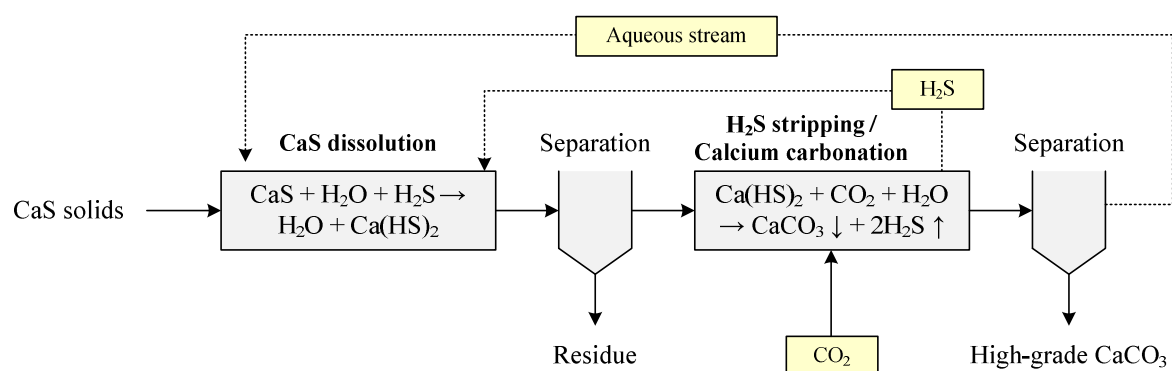 Aqueous stream
H₂S
CaS dissolution
Separation
H₂S stripping /
Calcium carbonation
Separation
CaS solids
CaS + H₂O + H₂S →
H₂O + Ca(HS)₂
Ca(HS)₂ + CO₂ + H₂O
→ CaCO₃ ↓ + 2H₂S ↑
Residue
CO₂
High-grade CaCO₃